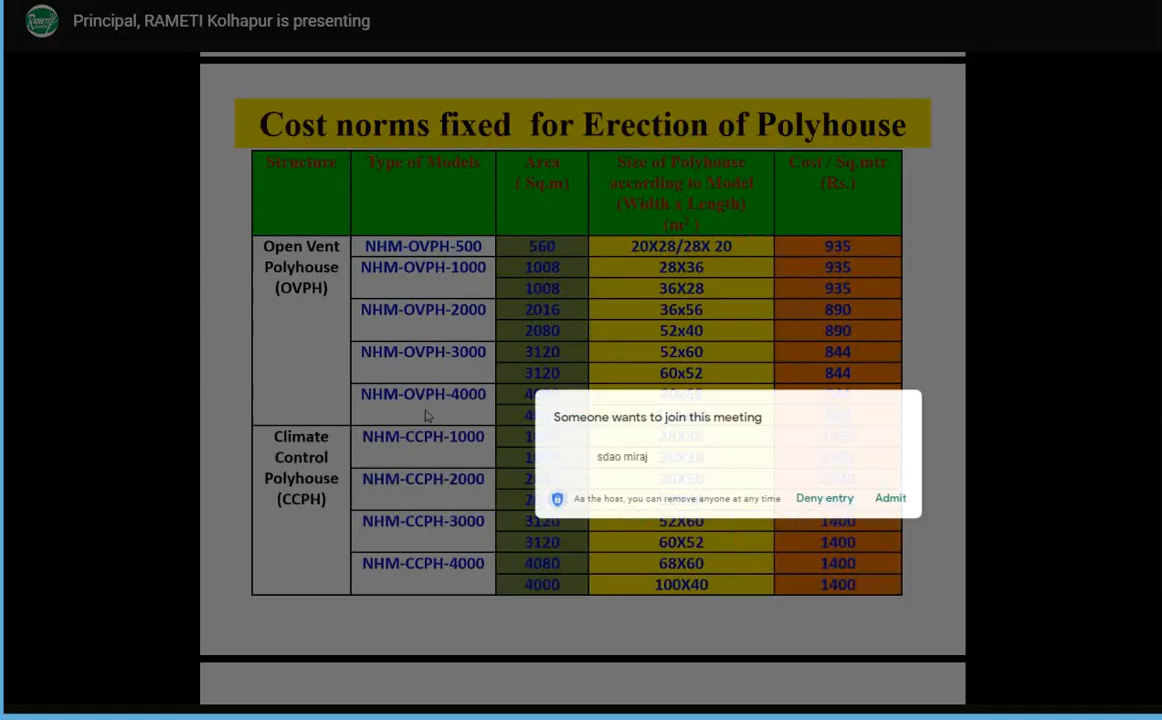 Principal, RAMETI Kolhapur is presenting
Cost norms fixed for Erection of Polyhouse
Structure Type of Models Area ( Sq.m) Size of Polyhouse according to Model (Width x Length) (m² ) Cost / Sq.mtr (Rs.)
Open Vent Polyhouse (OVPH) NHM-OVPH-500 560 20X28/28X 20 935
NHM-OVPH-1000 1008 28X36 935
1008 36X28 935
NHM-OVPH-2000 2016 36x56 890
2080 52x40 890
NHM-OVPH-3000 3120 52x60 844
3120 60x52 844
NHM-OVPH-4000
Someone wants to join this meeting
Climate Control Polyhouse (CCPH) NHM-CCPH-1000 28X36
sdao miraj 36X28
NHM-CCPH-2000
As the host, you can remove anyone at any time Deny entry Admit
NHM-CCPH-3000 3120 52X60 1400
3120 60X52 1400
NHM-CCPH-4000 4080 68X60 1400
4000 100X40 1400